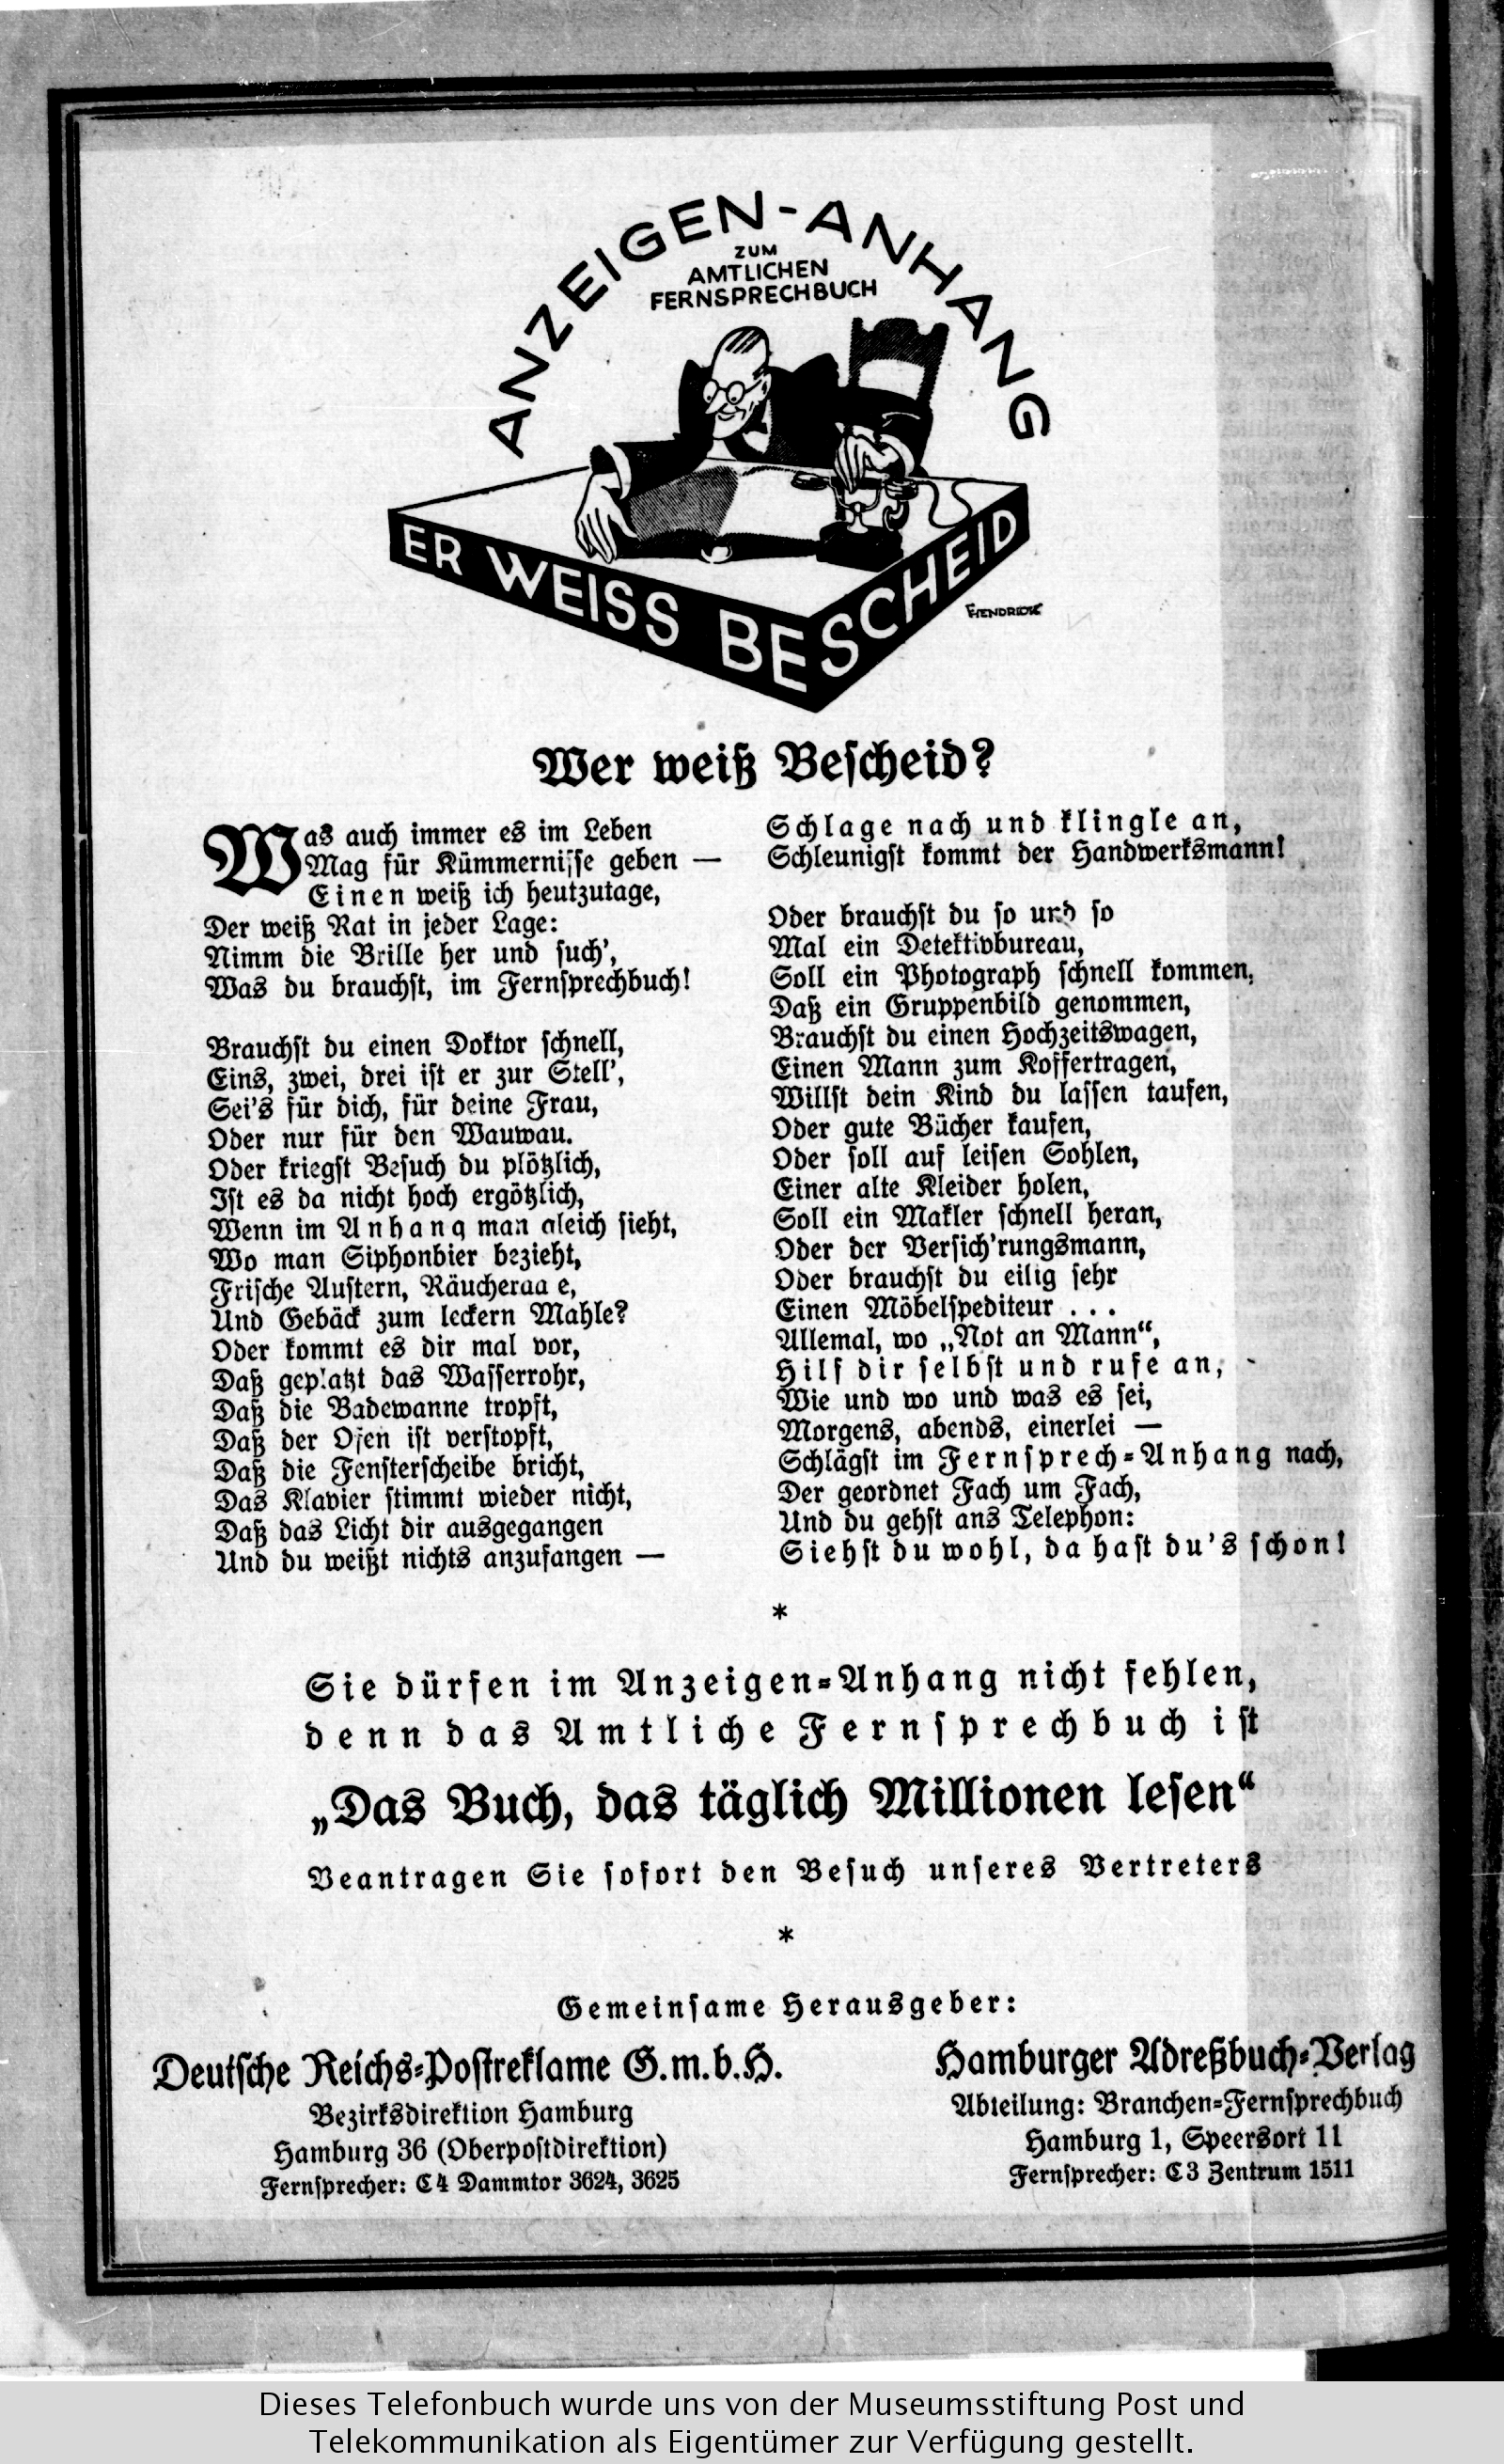 ANZEIGEN-ANHANG
ZUM
AMTLICHEN
FERNSPRECHBUCH
ER WEISS BESCHEID
Wer weiß Bescheid?
Was auch immer es im Leben
Mag für Kümmernisse geben —
Einen weiß ich heutzutage,
Der weiß Rat in jeder Lage:
Nimm die Brille her und such',
Was du brauchst, im Fernsprechbuch!
Brauchst du einen Doktor schnell,
Eins, zwei, drei ist er zur Stell',
Sei's für dich, für deine Frau,
Oder nur für den Wauwau.
Oder kriegst Besuch du plötzlich,
Ist es da nicht hoch ergötzlich,
Wenn im Anhang man gleich sieht,
Wo man Siphonbier bezieht,
Frische Austern, Räucheraale,
Und Gebäck zum leckern Mahle?
Oder kommt es dir mal vor,
Daß geplatzt das Wasserrohr,
Daß die Badewanne tropft,
Daß der Ofen ist verstopft,
Daß die Fensterscheibe bricht,
Das Klavier stimmt wieder nicht,
Daß das Licht dir ausgegangen
Und du weißt nichts anzufangen —
Schlage nach und klingle an,
Schleunigst kommt der Handwerksmann!
Oder brauchst du so und so
Mal ein Detektivbureau,
Soll ein Photograph schnell kommen,
Daß ein Gruppenbild genommen,
Brauchst du einen Hochzeitswagen,
Einen Mann zum Koffertragen,
Willst dein Kind du lassen taufen,
Oder gute Bücher kaufen,
Oder soll auf leisen Sohlen,
Einer alte Kleider holen,
Soll ein Makler schnell heran,
Oder der Versich'rungsmann,
Oder brauchst du eilig sehr
Einen Möbelspediteur . . .
Allemal, wo „Not an Mann“,
Hilf dir selbst und rufe an,
Wie und wo und was es sei,
Morgens, abends, einerlei —
Schlägst im Fernsprech-Anhang nach,
Der geordnet Fach um Fach,
Und du gehst ans Telephon:
Siehst du wohl, da hast du's schon!
*
Sie dürfen im Anzeigen-Anhang nicht fehlen,
denn das Amtliche Fernsprechbuch ist
„Das Buch, das täglich Millionen lesen“
Beantragen Sie sofort den Besuch unseres Vertreters
*
Gemeinsame Herausgeber:
Deutsche Reichs-Postreklame G.m.b.H.
Bezirksdirektion Hamburg
Hamburg 36 (Oberpostdirektion)
Fernsprecher: C4 Dammtor 3624, 3625
Hamburger Adreßbuch-Verlag
Abteilung: Branchen-Fernsprechbuch
Hamburg 1, Speersort 11
Fernsprecher: C3 Zentrum 1511
Dieses Telefonbuch wurde uns von der Museumsstiftung Post und
Telekommunikation als Eigentümer zur Verfügung gestellt.